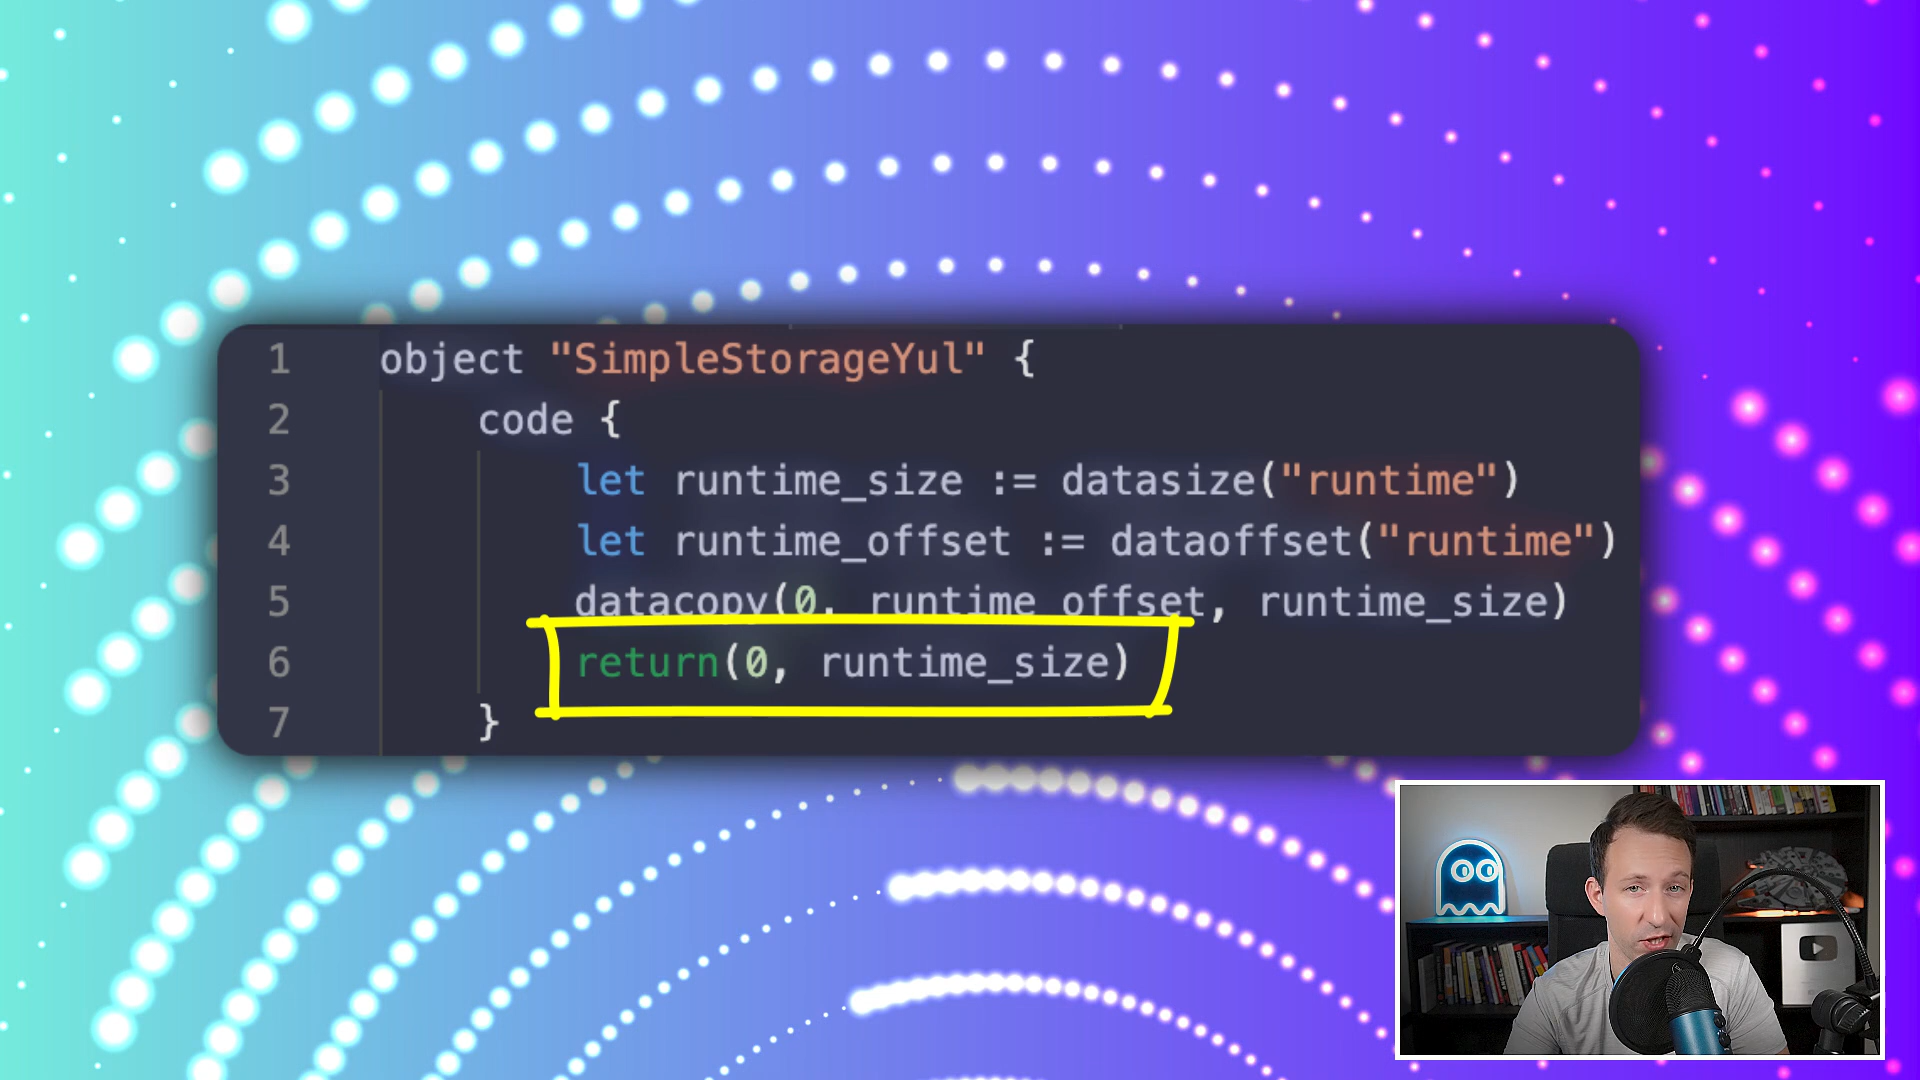 1 object "SimpleStorageYul" {
2 code {
3 let runtime_size := datasize("runtime")
4 let runtime_offset := dataoffset("runtime")
5 datacopy(0, runtime_offset, runtime_size)
6 return(0, runtime_size)
7 }